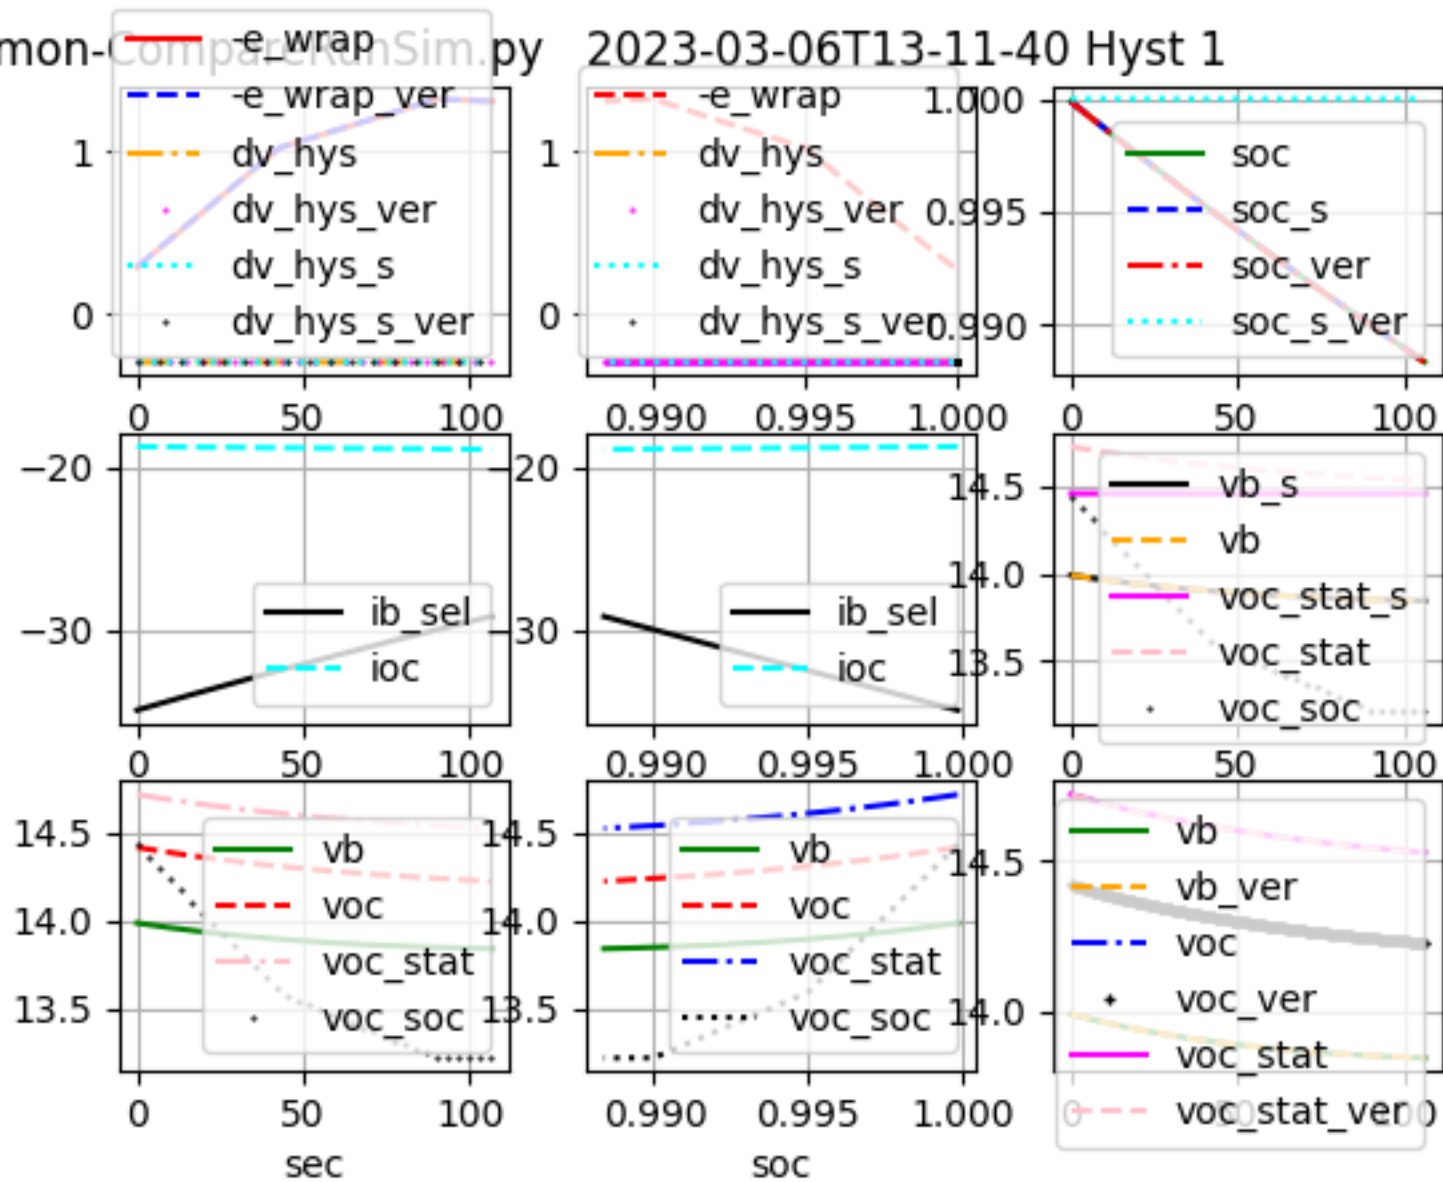 mon-CompareRunSim.py 2023-03-06T13-11-40 Hyst 1
-e_wrap
-e_wrap_ver
dv_hys
dv_hys_ver
dv_hys_s
dv_hys_s_ver
1
0
0 50 100
-e_wrap
dv_hys
dv_hys_ver
dv_hys_s
dv_hys_s_ver
1
0
0.990 0.995 1.000
soc
soc_s
soc_ver
soc_s_ver
1.000
0.995
0.990
0 50 100
ib_sel
ioc
−20
−30
0 50 100
ib_sel
ioc
−20
−30
0.990 0.995 1.000
vb_s
vb
voc_stat_s
voc_stat
voc_soc
14.5
14.0
13.5
0 50 100
vb
voc
voc_stat
voc_soc
14.5
14.0
13.5
0 50 100
sec
vb
voc
voc_stat
voc_soc
14.5
14.0
13.5
0.990 0.995 1.000
soc
vb
vb_ver
voc
voc_ver
voc_stat
voc_stat_ver
14.5
14.0
0 50 100